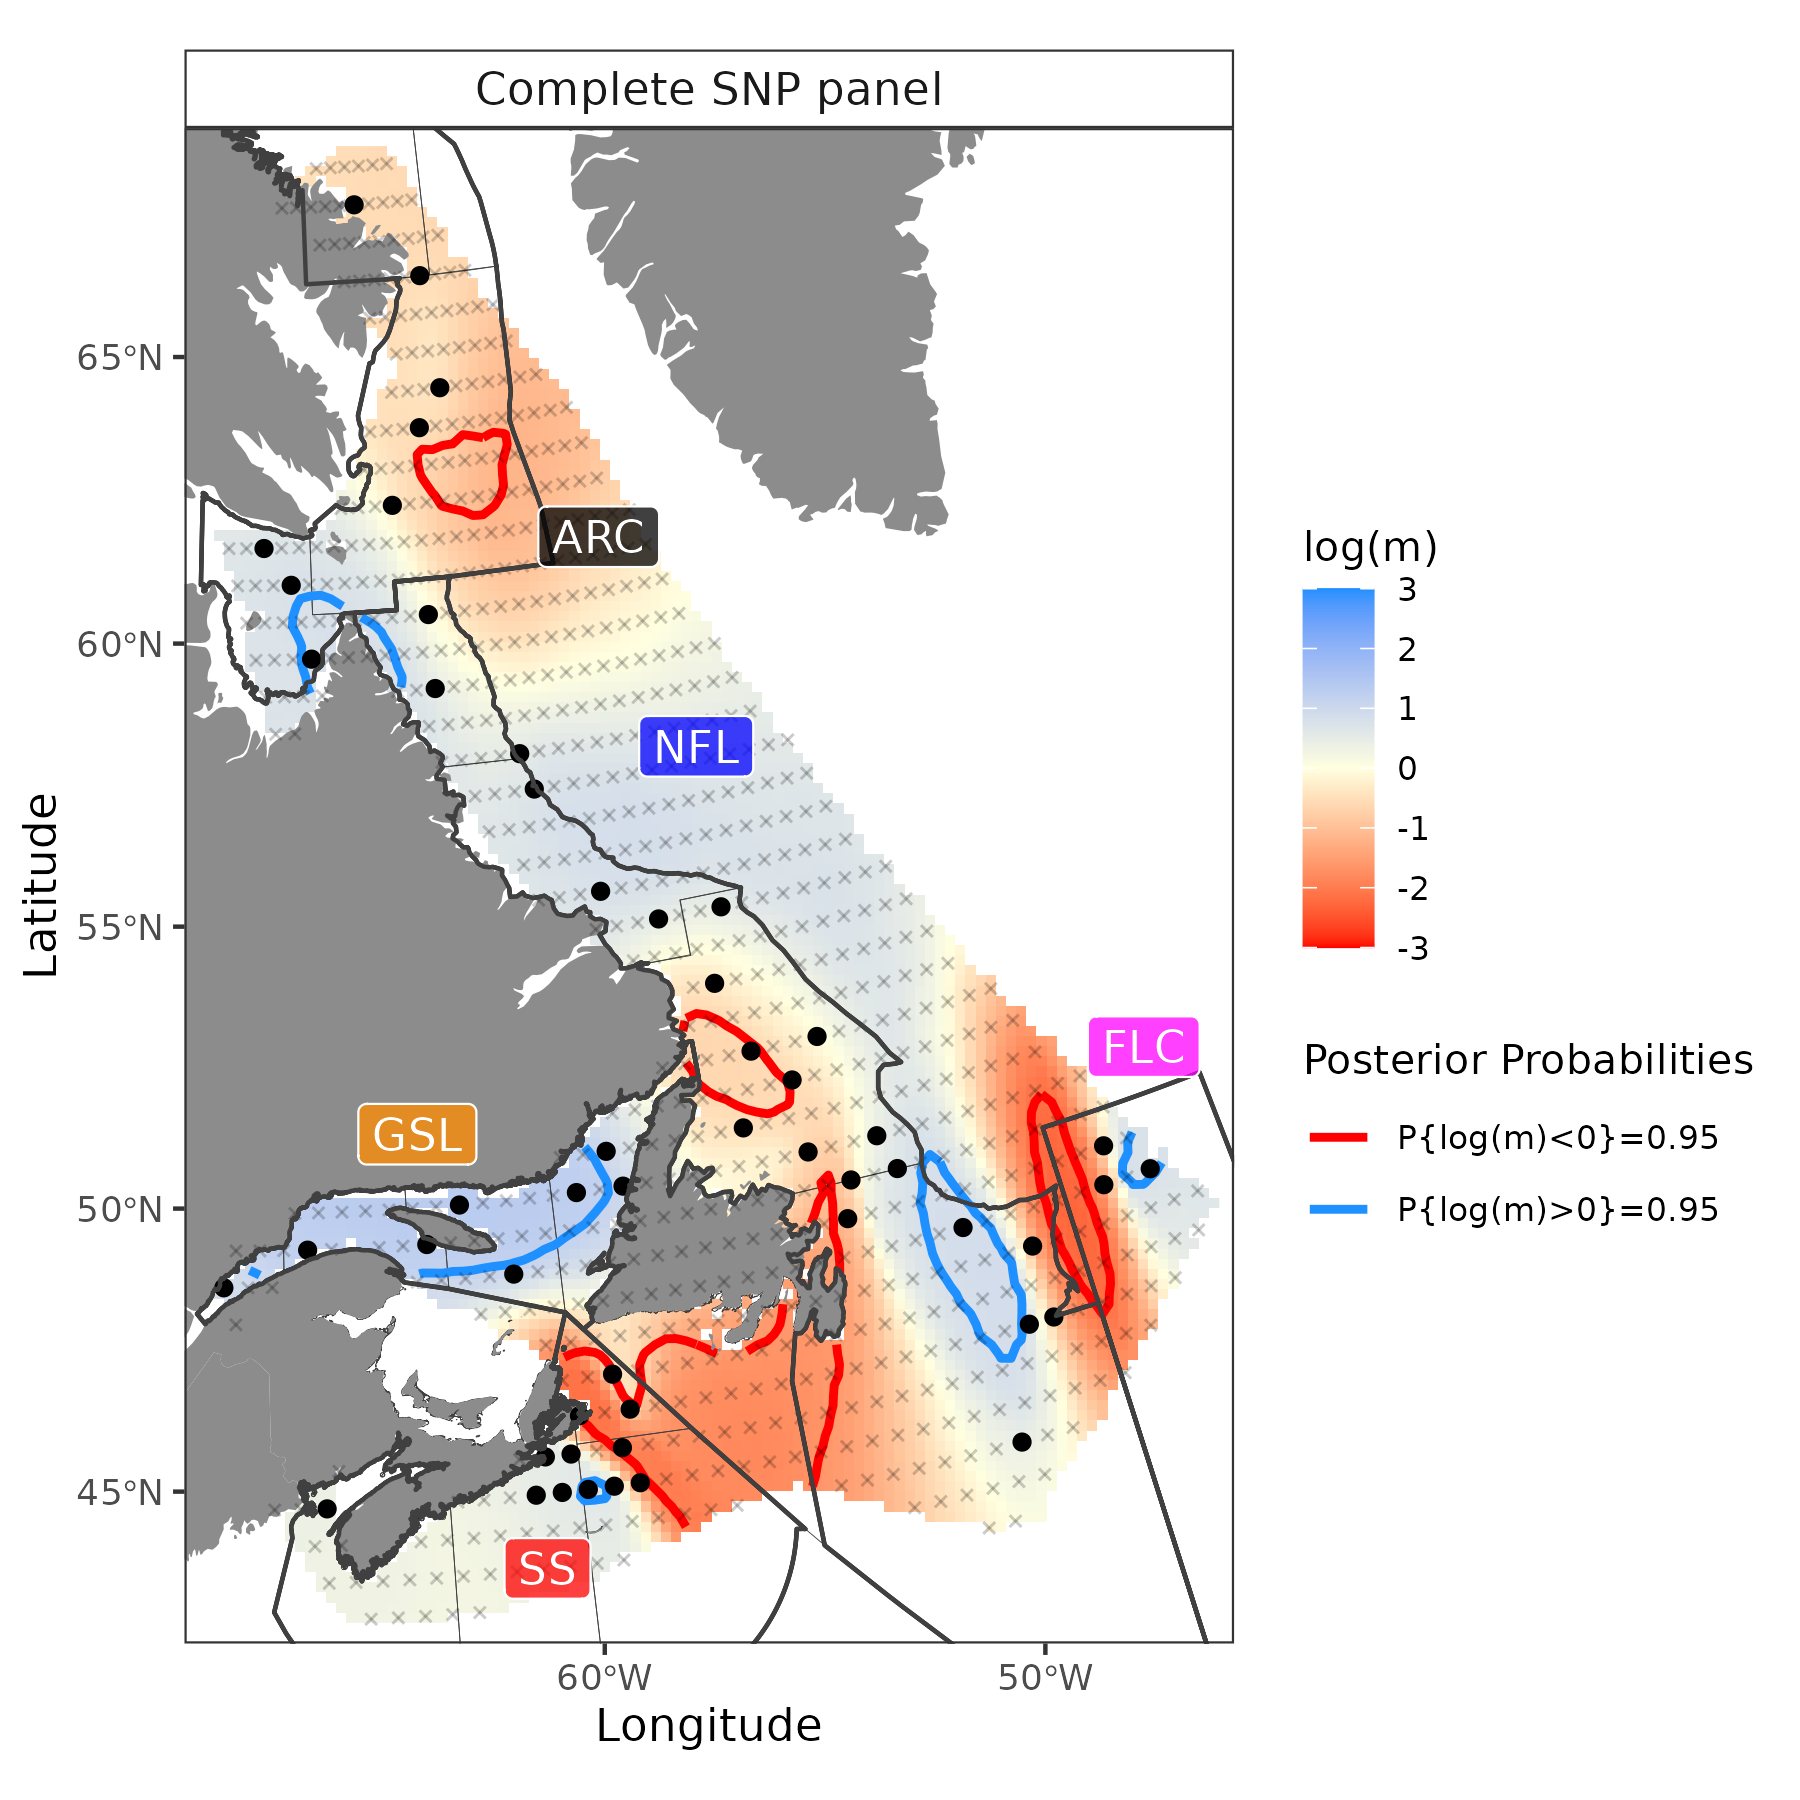 Complete SNP panel
65°N
60°N
55°N
50°N
45°N
Latitude
ARC
NFL
FLC
GSL
SS
60°W
50°W
Longitude
log(m)
3
2
1
0
-1
-2
-3
Posterior Probabilities
P{log(m)<0}=0.95
P{log(m)>0}=0.95